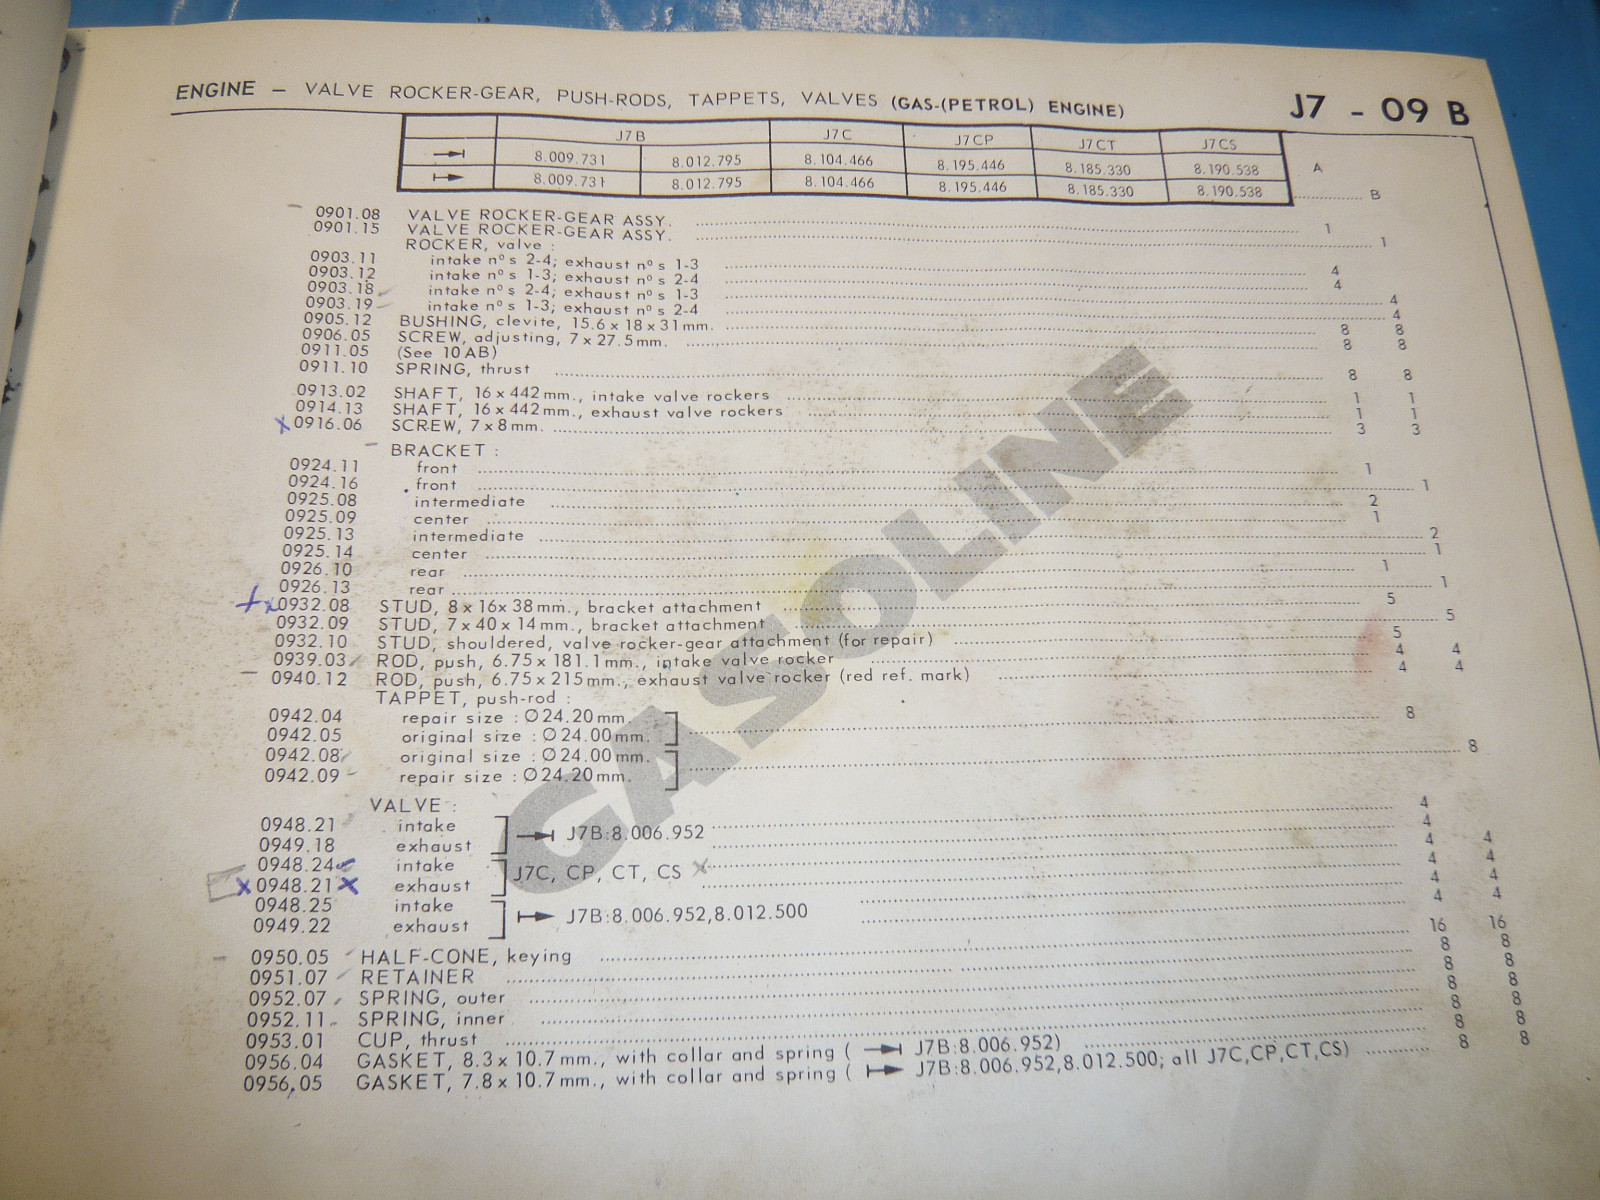 ENGINE – VALVE ROCKER-GEAR, PUSH-RODS, TAPPETS, VALVES (GAS-(PETROL) ENGINE) J7 - 09 B
J7B J7C J7CP J7CT J7CS
8.009.731 8.012.795 8.104.466 8.195.446 8.185.330 8.190.538 A
8.009.731 8.012.795 8.104.466 8.195.446 8.185.330 8.190.538 B
0901.08 VALVE ROCKER-GEAR ASSY. 1
0901.15 VALVE ROCKER-GEAR ASSY. 1
ROCKER, valve :
0903.11 intake nº s 2-4; exhaust nº s 1-3 4
0903.12 intake nº s 1-3; exhaust nº s 2-4 4
0903.18 intake nº s 2-4; exhaust nº s 1-3 4
0903.19 intake nº s 1-3; exhaust nº s 2-4 4
0905.12 BUSHING, clevite, 15.6 x 18 x 31 mm. 8 8
0906.05 SCREW, adjusting, 7 x 27.5 mm. 8 8
0911.05 (See 10 AB)
0911.10 SPRING, thrust 8 8
0913.02 SHAFT, 16 x 442 mm., intake valve rockers 1 1
0914.13 SHAFT, 16 x 442 mm., exhaust valve rockers 1 1
x 0916.06 SCREW, 7 x 8 mm. 3 3
BRACKET :
0924.11 front 1
0924.16 front 1
0925.08 intermediate 2
0925.09 center 1
0925.13 intermediate 2
0925.14 center 1
0926.10 rear 1
0926.13 rear 1
+ x 0932.08 STUD, 8 x 16 x 38 mm., bracket attachment 5
0932.09 STUD, 7 x 40 x 14 mm., bracket attachment 5
0932.10 STUD, shouldered, valve rocker-gear attachment (for repair) 5
0939.03 ROD, push, 6.75 x 181.1 mm., intake valve rocker 4 4
0940.12 ROD, push, 6.75 x 215 mm., exhaust valve rocker (red ref. mark) 4 4
TAPPET, push-rod :
0942.04 repair size : Ø 24.20 mm. 8
0942.05 original size : Ø 24.00 mm.
0942.08 original size : Ø 24.00 mm. 8
0942.09 repair size : Ø 24.20 mm.
VALVE :
0948.21 intake J7B:8.006.952 4
0949.18 exhaust 4
0948.24 intake J7C, CP, CT, CS x 4 4
x 0948.21 x exhaust 4 4
0948.25 intake J7B:8.006.952,8.012.500 4 4
0949.22 exhaust 4 4
0950.05 HALF-CONE, keying 16 16
0951.07 RETAINER 8 8
0952.07 SPRING, outer 8 8
0952.11 SPRING, inner 8 8
0953.01 CUP, thrust 8 8
0956.04 GASKET, 8.3 x 10.7 mm., with collar and spring ( J7B:8.006.952) 8 8
0956.05 GASKET, 7.8 x 10.7 mm., with collar and spring ( J7B:8.006.952,8.012.500; all J7C,CP,CT,CS) 8 8
GASOLINE